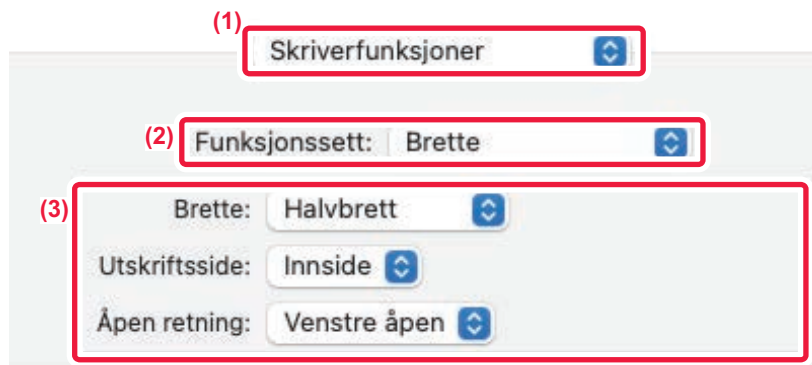 (1)
Skriverfunksjoner
(2) Funksjonssett: Brette
(3)
Brette: Halvbrett
Utskriftsside: Innside
Åpen retning: Venstre åpen